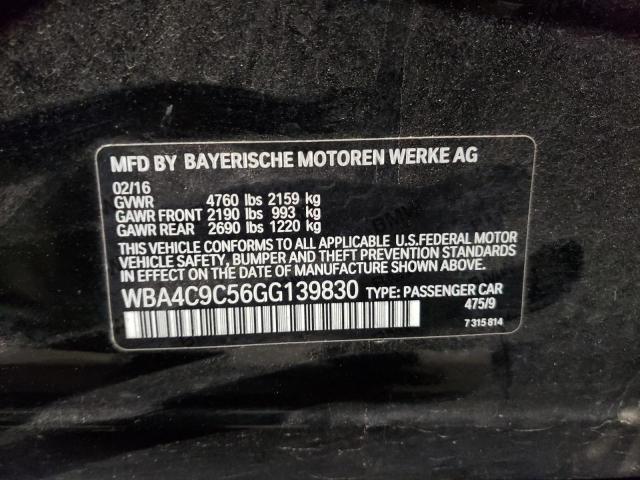 MFD BY BAYERISCHE MOTOREN WERKE AG
02/16
GVWR 4760 lbs 2159 kg
GAWR FRONT 2190 lbs 993 kg
GAWR REAR 2690 lbs 1220 kg
THIS VEHICLE CONFORMS TO ALL APPLICABLE U.S.FEDERAL MOTOR
VEHICLE SAFETY, BUMPER AND THEFT PREVENTION STANDARDS
IN EFFECT ON THE DATE OF MANUFACTURE SHOWN ABOVE.
WBA4C9C56GG139830 TYPE: PASSENGER CAR
475/9
7 315 814